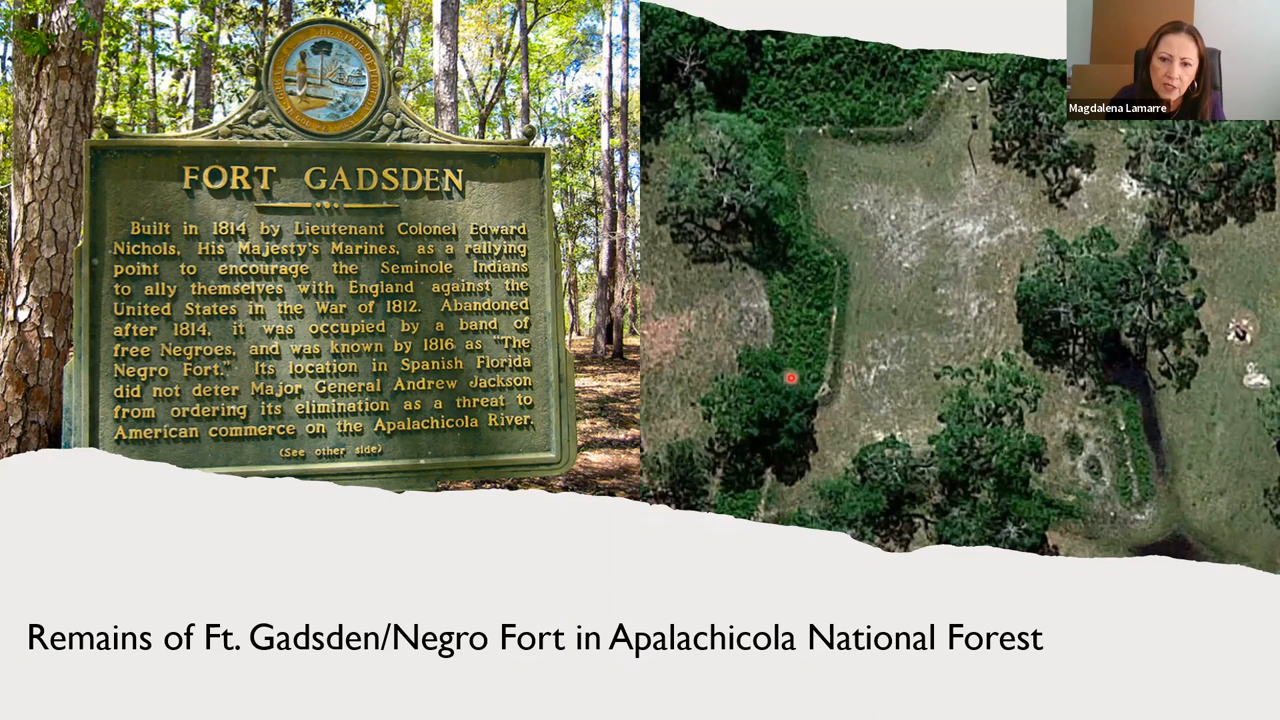 FORT GADSDEN
Built in 1814 by Lieutenant Colonel Edward
Nichols, His Majesty's Marines, as a rallying
point to encourage the Seminole Indians
to ally themselves with England against the
United States in the War of 1812. Abandoned
after 1814, it was occupied by a band of
free Negroes, and was known by 1816 as "The
Negro Fort." Its location in Spanish Florida
did not deter Major General Andrew Jackson
from ordering its elimination as a threat to
American commerce on the Apalachicola River.
(See other side)
Magdalena Lamarre
Remains of Ft. Gadsden/Negro Fort in Apalachicola National Forest